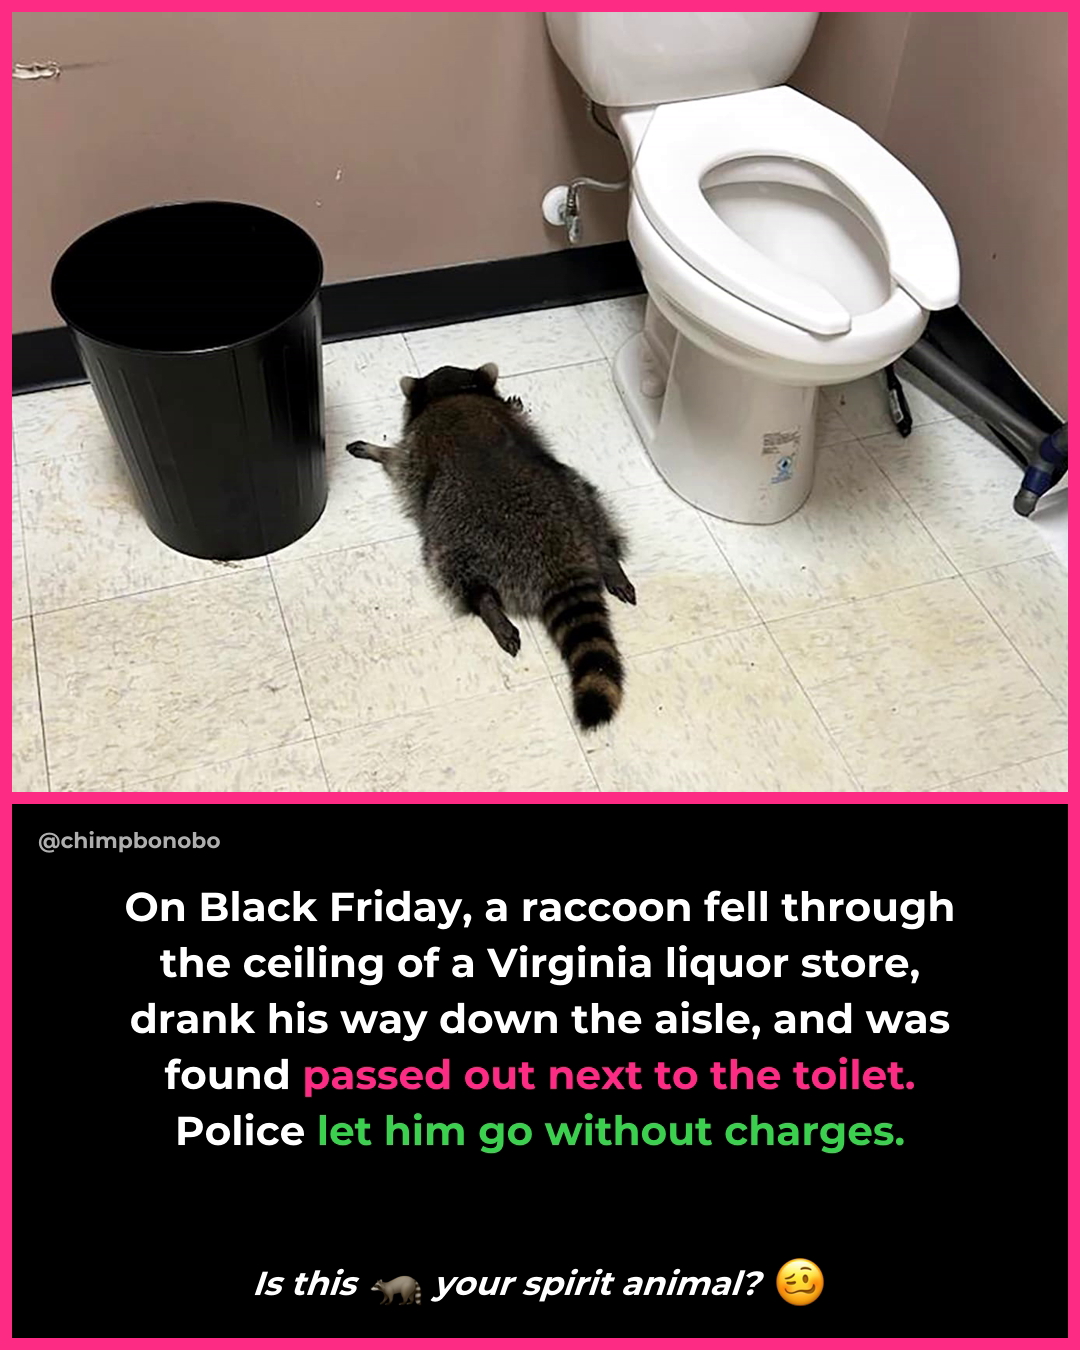 @chimpbonobo
On Black Friday, a raccoon fell through
the ceiling of a Virginia liquor store,
drank his way down the aisle, and was
found passed out next to the toilet.
Police let him go without charges.
Is this 🦝 your spirit animal? 🥴